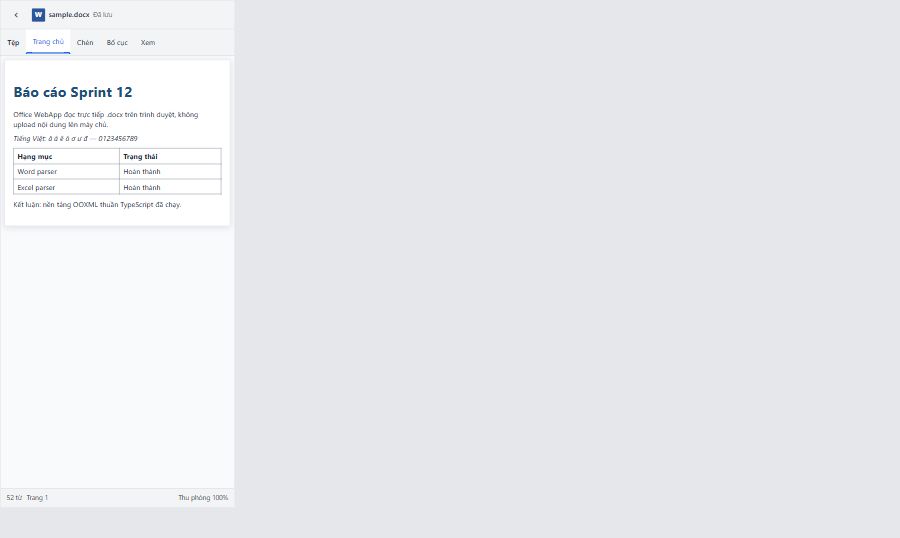 W sample.docx Đã lưu
Tệp Trang chủ Chèn Bố cục Xem
Báo cáo Sprint 12
Office WebApp đọc trực tiếp .docx trên trình duyệt, không
upload nội dung lên máy chủ.
Tiếng Việt: ă â ê ô ơ ư đ — 0123456789
Hạng mục Trạng thái
Word parser Hoàn thành
Excel parser Hoàn thành
Kết luận: nền tảng OOXML thuần TypeScript đã chạy.
52 từ Trang 1 Thu phóng 100%